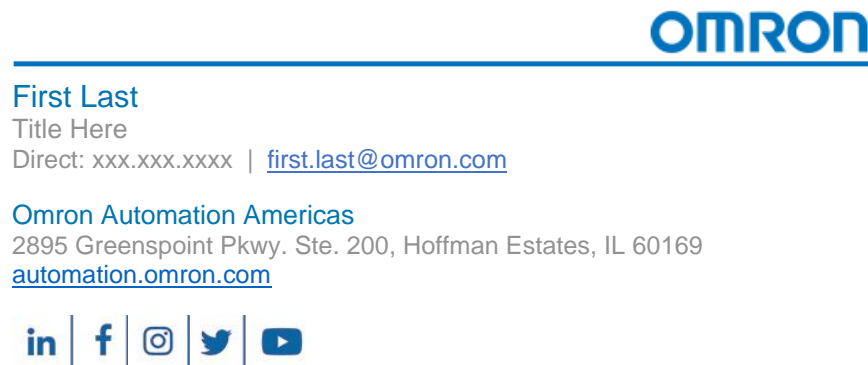 OMRON
First Last
Title Here
Direct: xxx.xxx.xxxx | first.last@omron.com
Omron Automation Americas
2895 Greenspoint Pkwy. Ste. 200, Hoffman Estates, IL 60169
automation.omron.com
in f